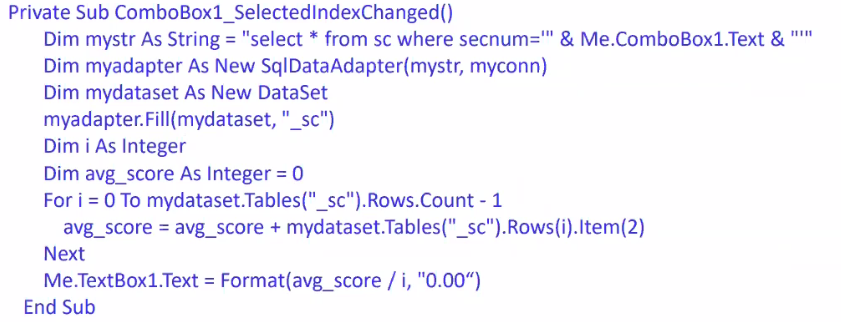 Private Sub ComboBox1_SelectedIndexChanged()
Dim mystr As String = "select * from sc where secnum='" & Me.ComboBox1.Text & "'"
Dim myadapter As New SqlDataAdapter(mystr, myconn)
Dim mydataset As New DataSet
myadapter.Fill(mydataset, "_sc")
Dim i As Integer
Dim avg_score As Integer = 0
For i = 0 To mydataset.Tables("_sc").Rows.Count - 1
avg_score = avg_score + mydataset.Tables("_sc").Rows(i).Item(2)
Next
Me.TextBox1.Text = Format(avg_score / i, "0.00“)
End Sub